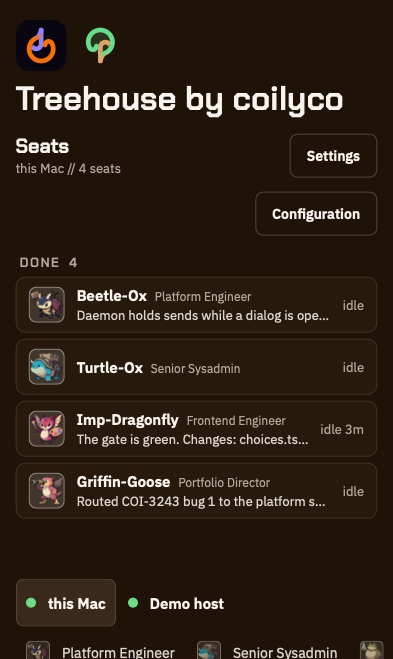 Treehouse by coilyco
Seats
this Mac // 4 seats
Settings
Configuration
DONE 4
Beetle-Ox Platform Engineer
Daemon holds sends while a dialog is ope...
idle
Turtle-Ox Senior Sysadmin
idle
Imp-Dragonfly Frontend Engineer
The gate is green. Changes: choices.ts...
idle 3m
Griffin-Goose Portfolio Director
Routed COI-3243 bug 1 to the platform s...
idle
this Mac
Demo host
Platform Engineer
Senior Sysadmin